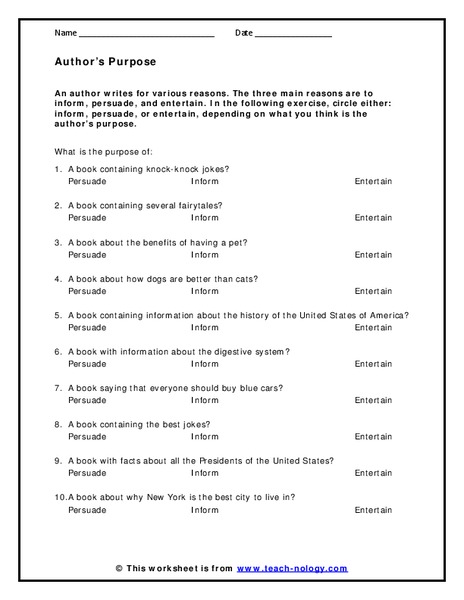 Name ____________________ Date ____________
Author's Purpose
An author writes for various reasons. The three main reasons are to
inform, persuade, and entertain. In the following exercise, circle either:
inform, persuade, or entertain, depending on what you think is the
author's purpose.
What is the purpose of:
1. A book containing knock-knock jokes?
Persuade Inform Entertain
2. A book containing several fairytales?
Persuade Inform Entertain
3. A book about the benefits of having a pet?
Persuade Inform Entertain
4. A book about how dogs are better than cats?
Persuade Inform Entertain
5. A book containing information about the history of the United States of America?
Persuade Inform Entertain
6. A book with information about the digestive system?
Persuade Inform Entertain
7. A book saying that everyone should buy blue cars?
Persuade Inform Entertain
8. A book containing the best jokes?
Persuade Inform Entertain
9. A book with facts about all the Presidents of the United States?
Persuade Inform Entertain
10.A book about why New York is the best city to live in?
Persuade Inform Entertain
© This worksheet is from www.teach-nology.com